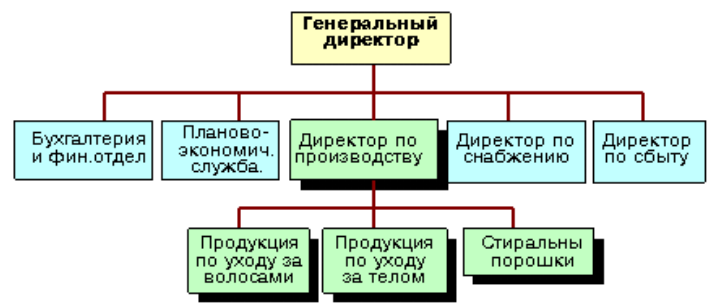 Генеральный
директор
Бухгалтерия
и фин.отдел
Планово-
экономич.
служба.
Директор по
производству
Директор по
снабжению
Директор
по сбыту
Продукция
по уходу за
волосами
Продукция
по уходу
за телом
Стиральны
порошки